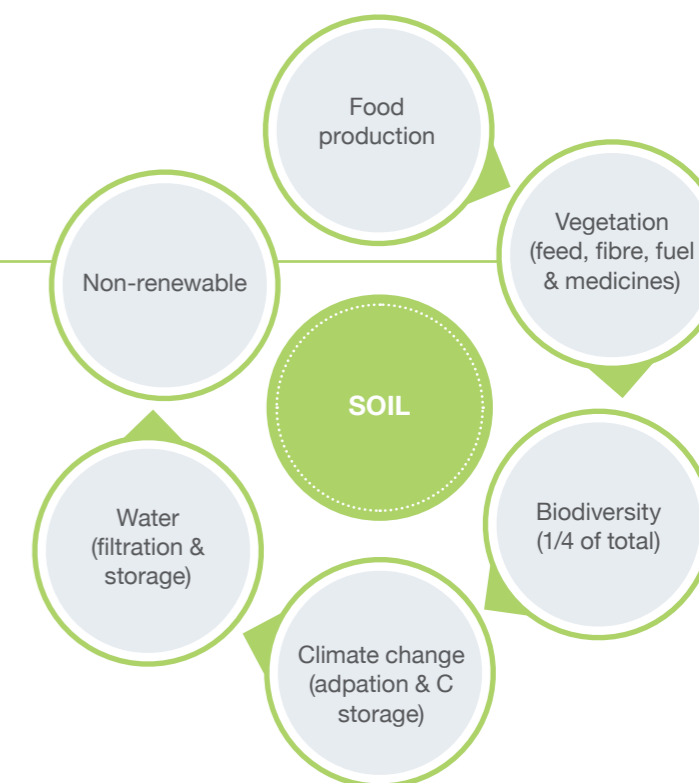 Food
production
Vegetation
(feed, fibre, fuel
& medicines)
Non-renewable
SOIL
Biodiversity
(1/4 of total)
Water
(filtration &
storage)
Climate change
(adpation & C
storage)